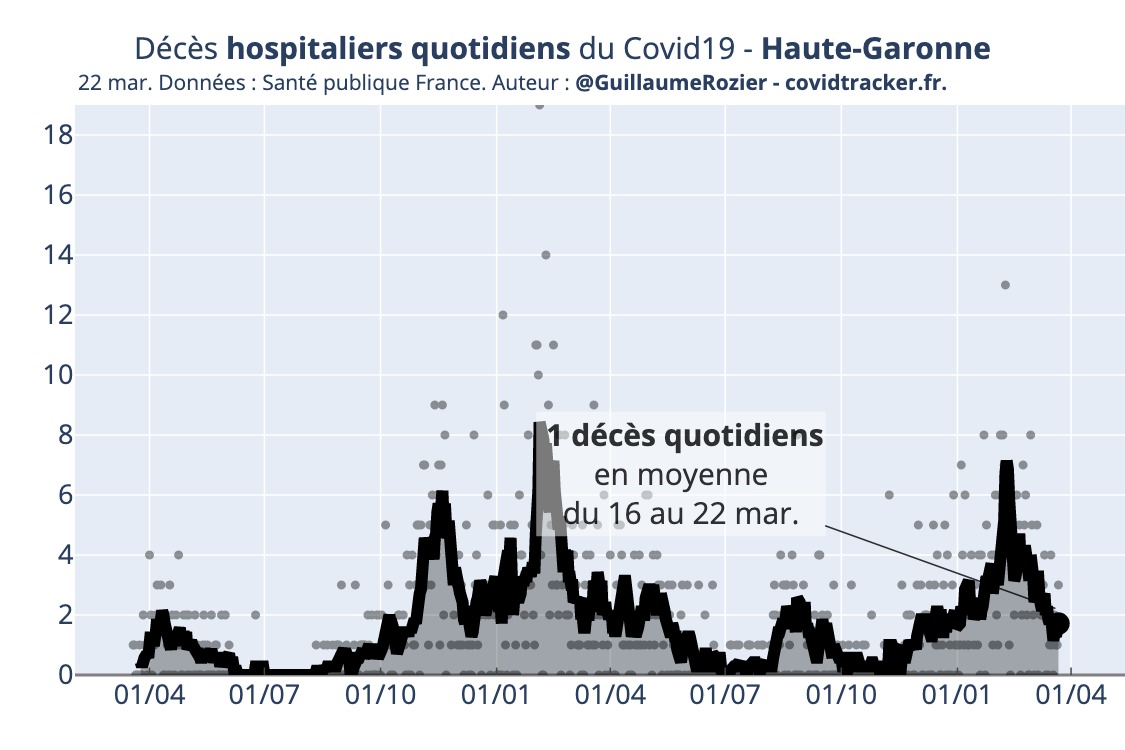 Décès hospitaliers quotidiens du Covid19 - Haute-Garonne
22 mar. Données : Santé publique France. Auteur : @GuillaumeRozier - covidtracker.fr.
18
16
14
12
10
8
6
4
2
0
1 décès quotidiens
en moyenne
du 16 au 22 mar.
01/04 01/07 01/10 01/01 01/04 01/07 01/10 01/01 01/04